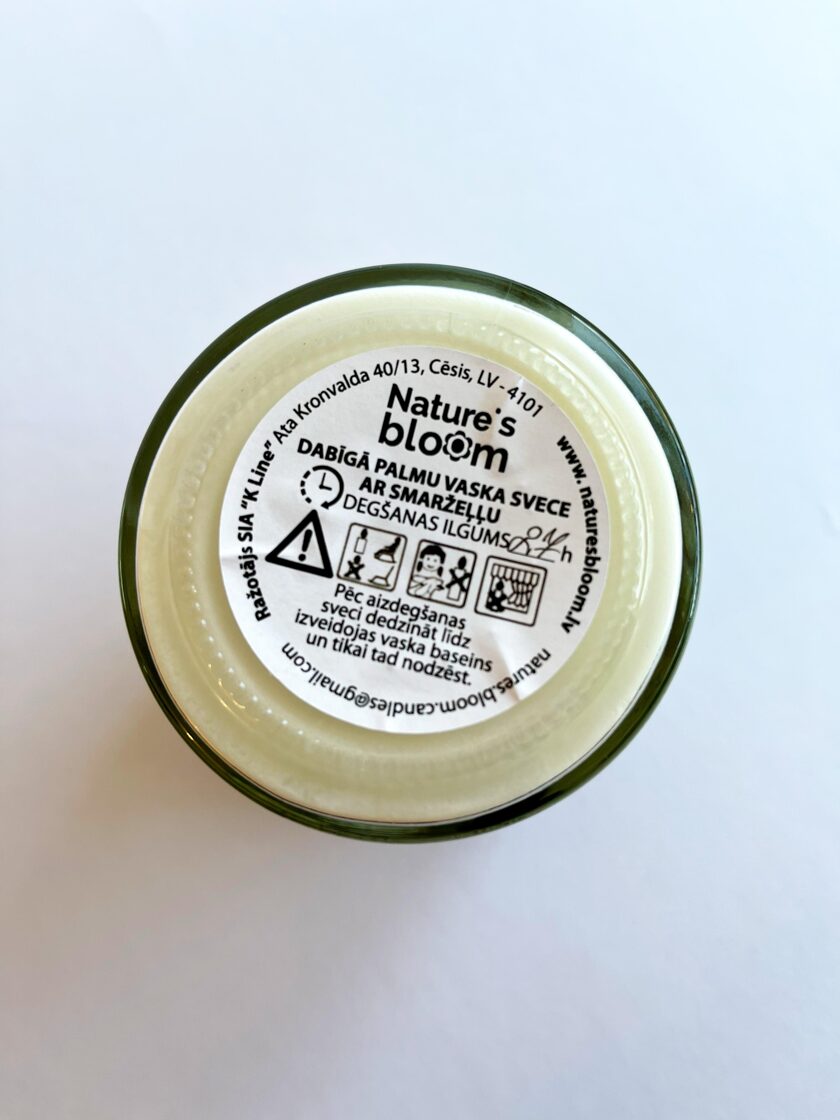 Ražotājs SIA “K Line” Ata Kronvalda 40/13, Cēsis, LV - 4101
Nature's
bloom
DABĪGĀ PALMU VASKA SVECE
AR SMARŽEĻĻU
DEGŠANAS ILGUMS h
Pēc aizdegšanas
sveci dedzināt līdz
izveidojas vaska baseins
un tikai tad nodzēst.
www.naturesbloom.lv
natures.bloom.candles@gmail.com